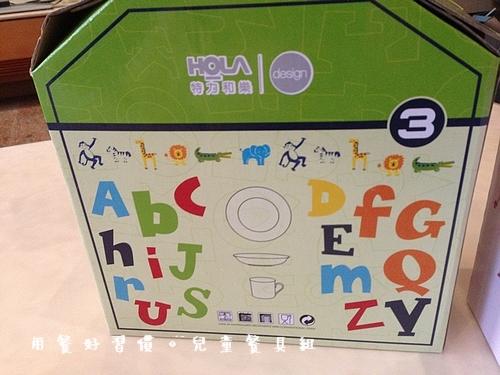 HOLA design
特力和樂
3
A b C D f G
h i J E m Q
r u S Z y
用餐好習慣。兒童餐具組